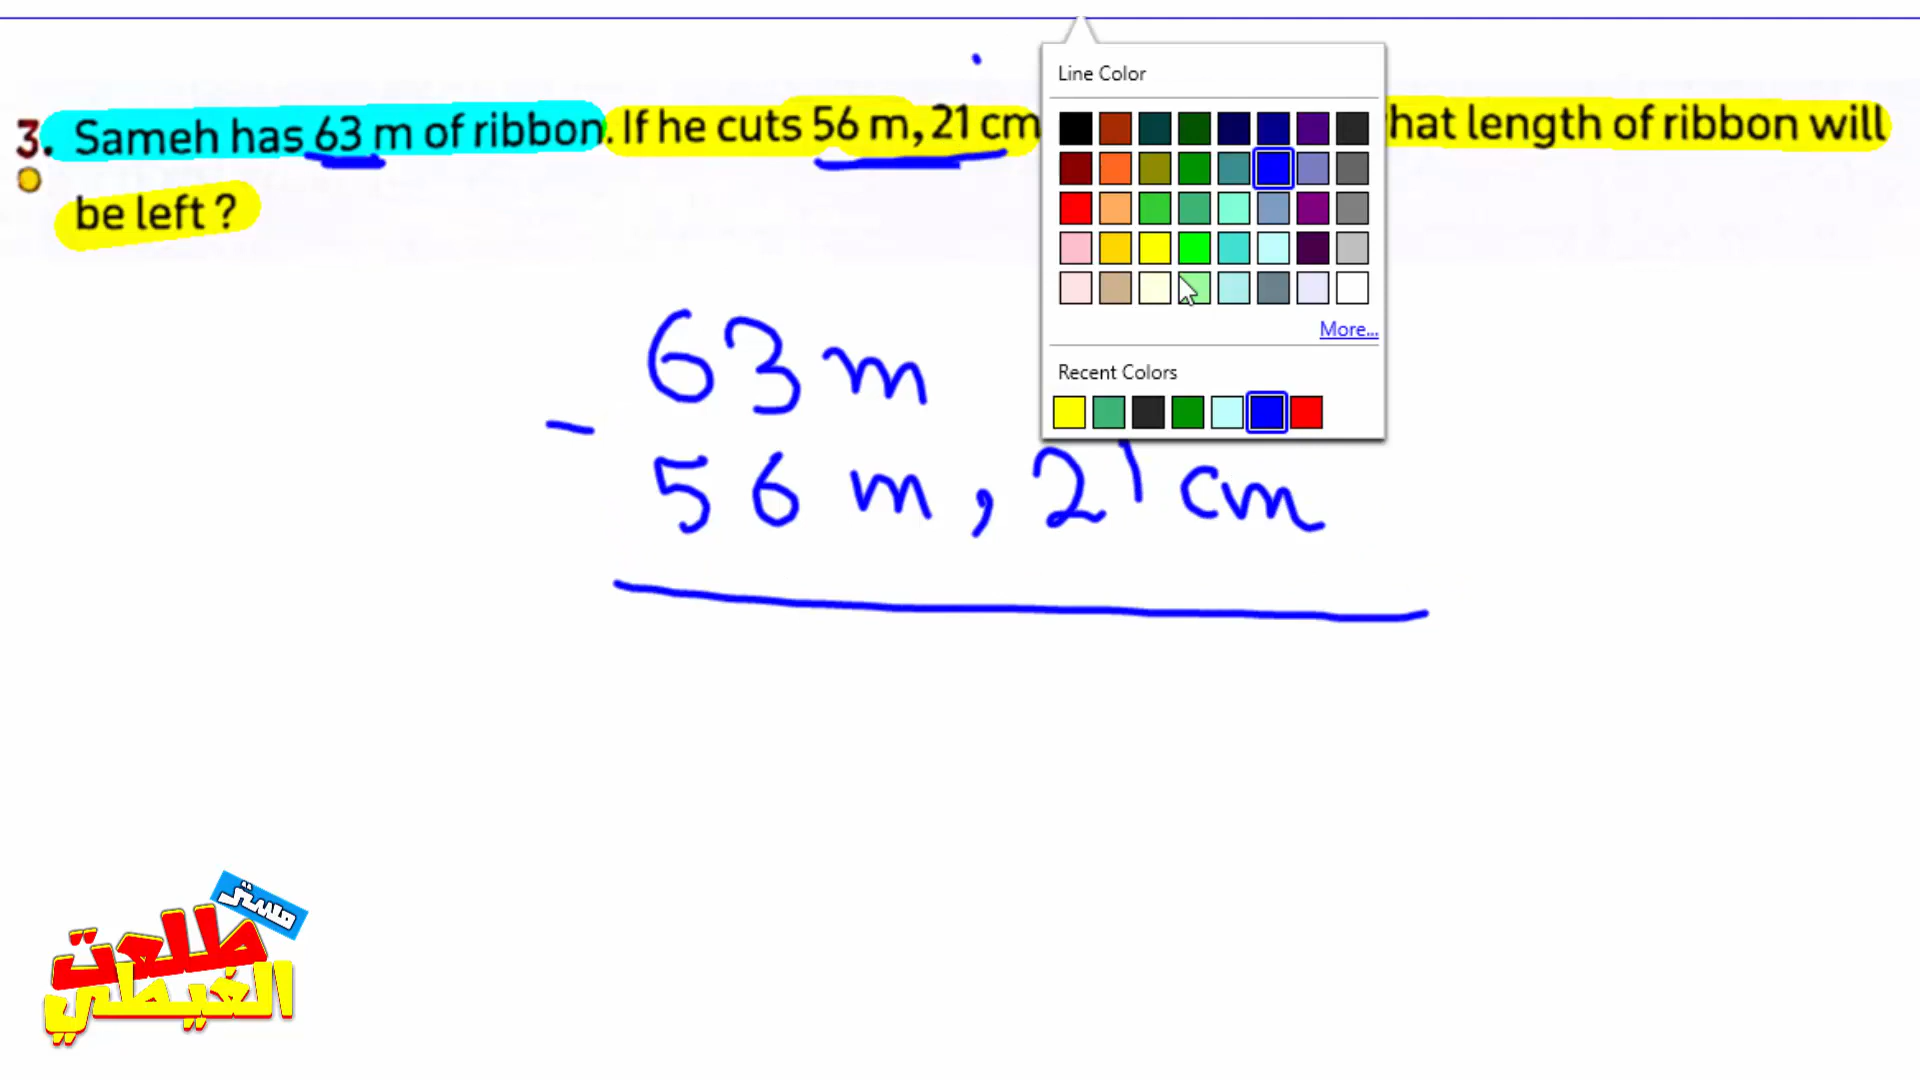 Line Color
3. Sameh has 63 m of ribbon. If he cuts 56 m, 21 cm hat length of ribbon will
be left ?
More...
Recent Colors
63 m
- 56 m, 21 cm
مستر
طلعت
الغيطي